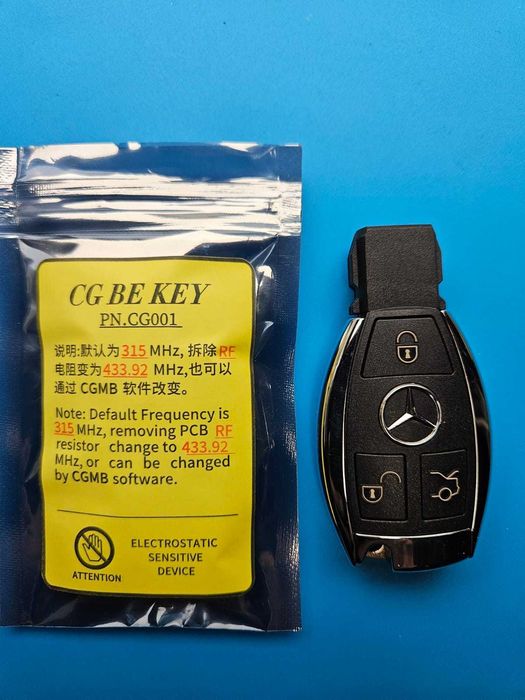 CG BE KEY
PN.CG001
说明:默认为315 MHz, 拆除RF
电阻变为433.92 MHz,也可以
通过 CGMB 软件改变。
Note: Default Frequency is
315 MHz, removing PCB RF
resistor change to 433.92
MHz, or can be changed
by CGMB software.
ELECTROSTATIC
SENSITIVE
DEVICE
ATTENTION